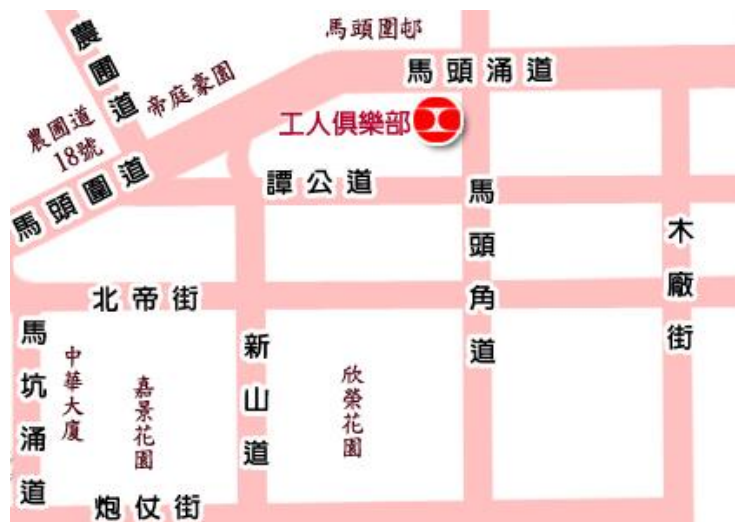 馬頭圍邨
農圃道
帝庭豪園
馬頭涌道
農圃道
18號
工人俱樂部
馬頭圍道
譚公道
馬頭角道
木廠街
北帝街
馬坑涌道
中華大廈
嘉景花園
新山道
欣榮花園
炮仗街